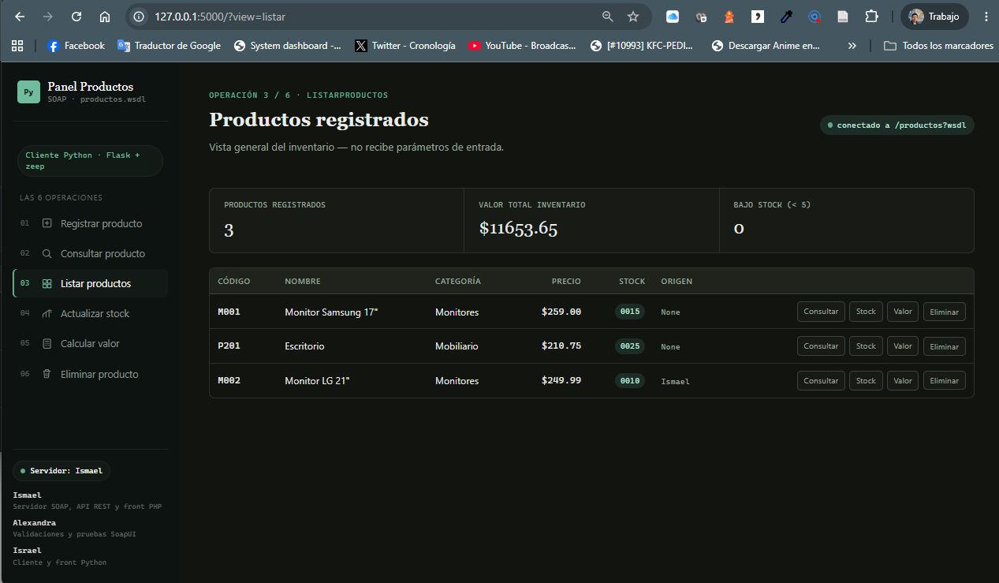 127.0.0.1:5000/?view=listar
Trabajo
Facebook
Traductor de Google
System dashboard -...
Twitter - Cronología
YouTube - Broadcas...
[#10993] KFC-PEDI...
Descargar Anime en...
»
Todos los marcadores
Py
Panel Productos
SOAP · productos.wsdl
Cliente Python · Flask +
zeep
LAS 6 OPERACIONES
01 Registrar producto
02 Consultar producto
03 Listar productos
04 Actualizar stock
05 Calcular valor
06 Eliminar producto
Servidor: Ismael
Ismael
Servidor SOAP, API REST y front PHP
Alexandra
Validaciones y pruebas SoapUI
Israel
Cliente y front Python
OPERACIÓN 3 / 6 · LISTARPRODUCTOS
Productos registrados
Vista general del inventario — no recibe parámetros de entrada.
conectado a /productos?wsdl
PRODUCTOS REGISTRADOS
3
VALOR TOTAL INVENTARIO
$11653.65
BAJO STOCK (< 5)
0
CÓDIGO NOMBRE CATEGORÍA PRECIO STOCK ORIGEN
M001 Monitor Samsung 17" Monitores $259.00 0015 None Consultar Stock Valor Eliminar
P201 Escritorio Mobiliario $210.75 0025 None Consultar Stock Valor Eliminar
M002 Monitor LG 21" Monitores $249.99 0010 Ismael Consultar Stock Valor Eliminar